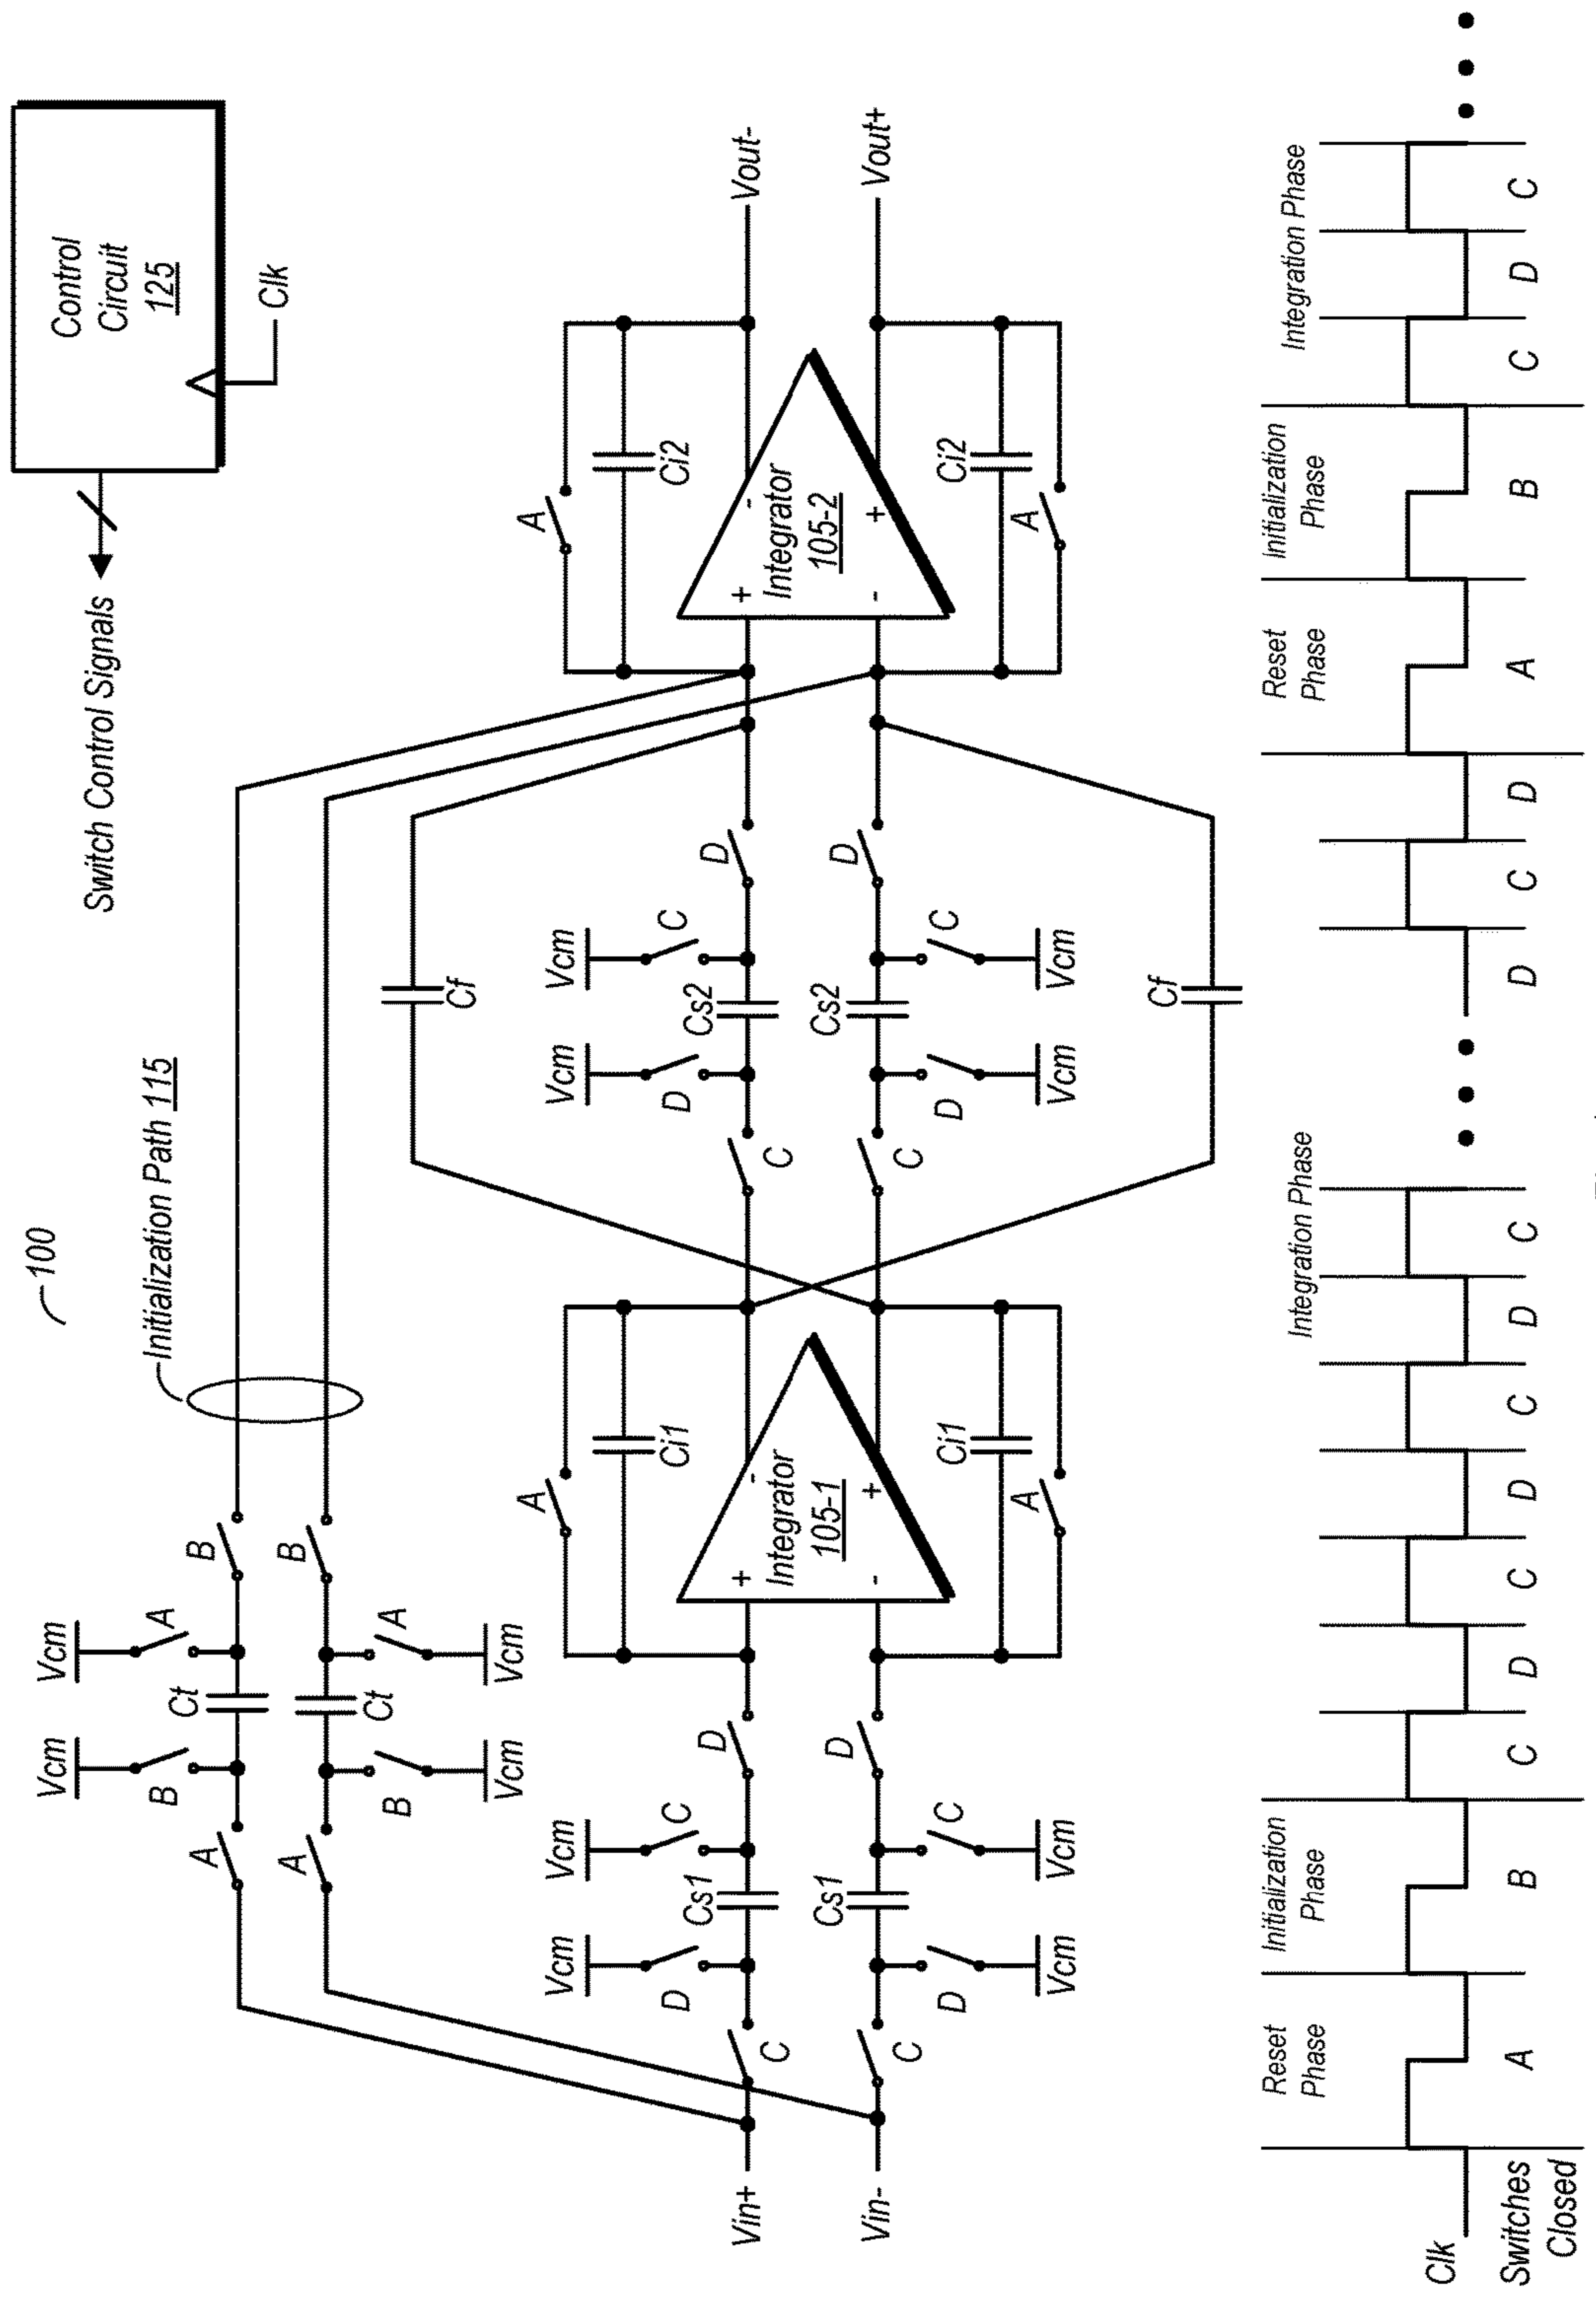 100
Control
Circuit
125
Clk
Switch Control Signals
Initialization Path 115
Vcm
Vcm
B
A
A
Ct
B
A
Ct
B
B
A
Vcm
Vcm
Cf
A
Ci1
A
Ci2
Vcm
Vcm
Vcm
Vcm
D
C
D
C
Vin+
C
Cs1
D
+
-
C
Cs2
D
+
-
Vout-
Integrator
105-1
Integrator
105-2
Vin-
C
Cs1
D
-
+
C
Cs2
D
-
+
Vout+
D
C
D
C
Vcm
Vcm
Vcm
Vcm
Ci1
A
Ci2
A
Cf
Reset
Phase
Initialization
Phase
Integration Phase
Reset
Phase
Initialization
Phase
Integration Phase
Clk
Switches
Closed
A B C D C D C D C D C D A B C D C